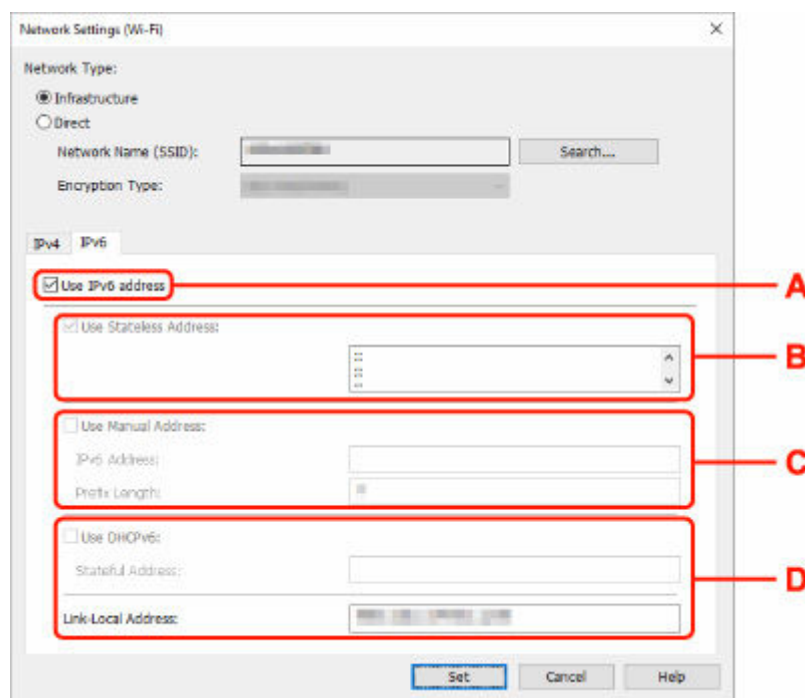 Network Settings (Wi-Fi)
Network Type:
Infrastructure
Direct
Network Name (SSID):
Search...
Encryption Type:
IPv4 IPv6
Use IPv6 address
A
Use Stateless Address:
::
::
::
B
Use Manual Address:
IPv6 Address:
C
Prefix Length:
Use DHCPv6:
Stateful Address:
D
Link-Local Address:
Set Cancel Help